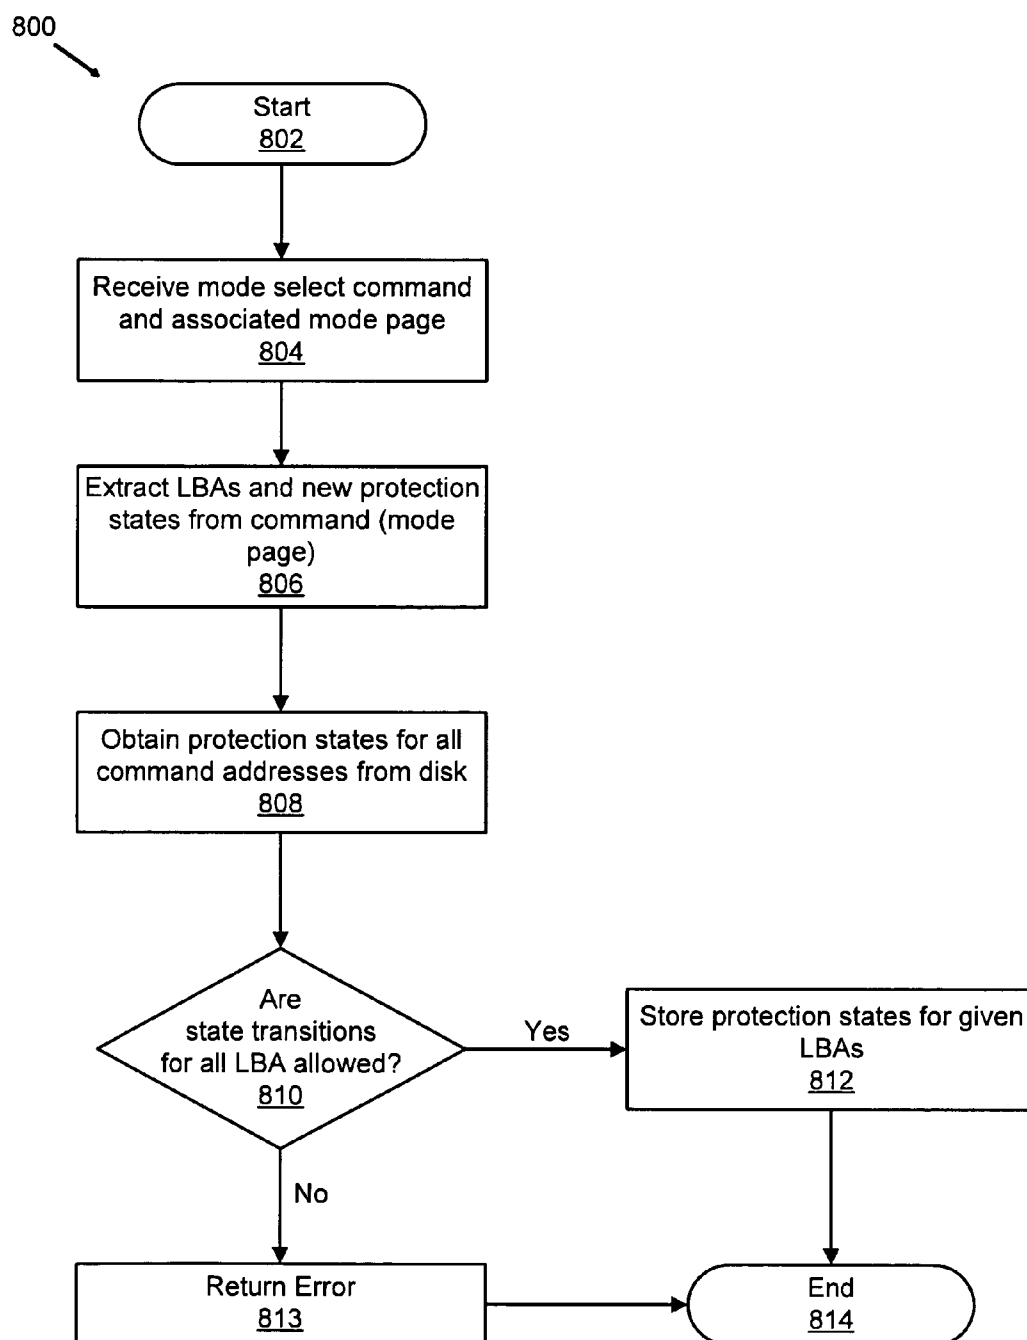 800
Start
802
Receive mode select command
and associated mode page
804
Extract LBAs and new protection
states from command (mode
page)
806
Obtain protection states for all
command addresses from disk
808
Are
state transitions
for all LBA allowed?
810
Yes
Store protection states for given
LBAs
812
No
Return Error
813
End
814